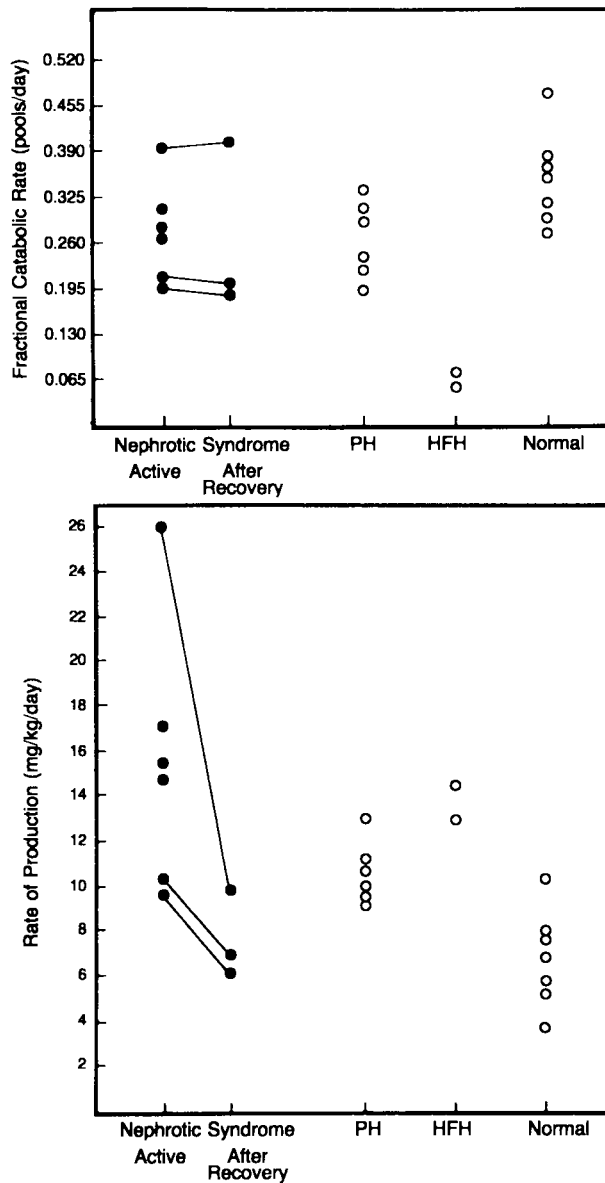 Fractional Catabolic Rate (pools/day)
0.520
0.455
0.390
0.325
0.260
0.195
0.130
0.065
Nephrotic Syndrome PH HFH Normal
Active After
Recovery
Rate of Production (mg/kg/day)
26
24
22
20
18
16
14
12
10
8
6
4
2
Nephrotic Syndrome PH HFH Normal
Active After
Recovery